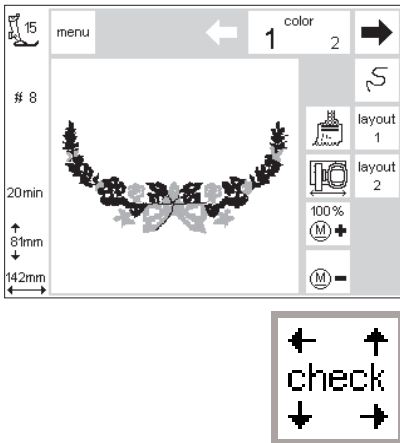 15
menu
color
1 2
# 8
layout
1
layout
2
20min
100%
M +
81mm
M -
142mm
check